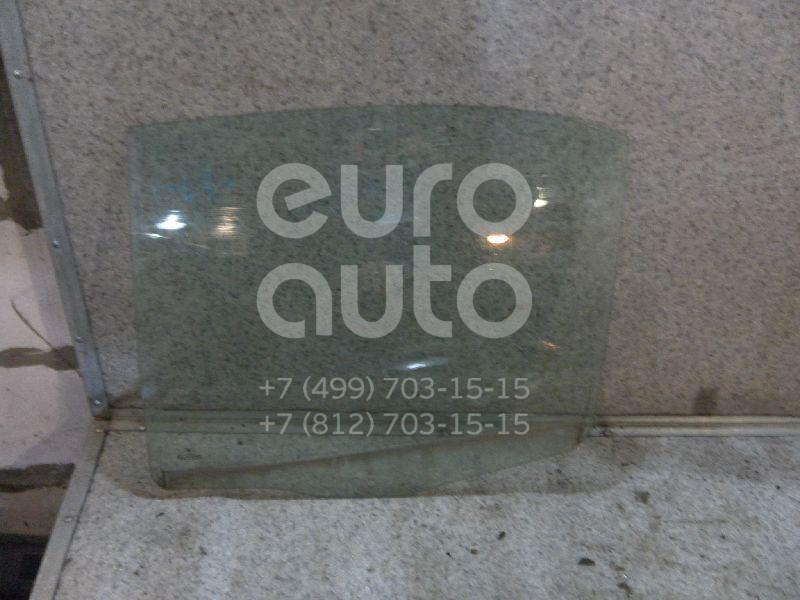 euro
auto
+7 (499) 703-15-15
+7 (812) 703-15-15